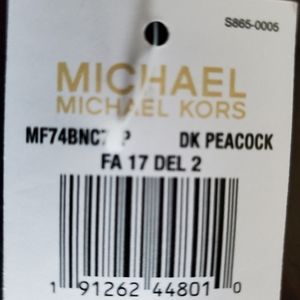 S865-0005
MICHAEL
MICHAEL KORS
DK PEACOCK
FA 17 DEL 2
1 91262 44801 0